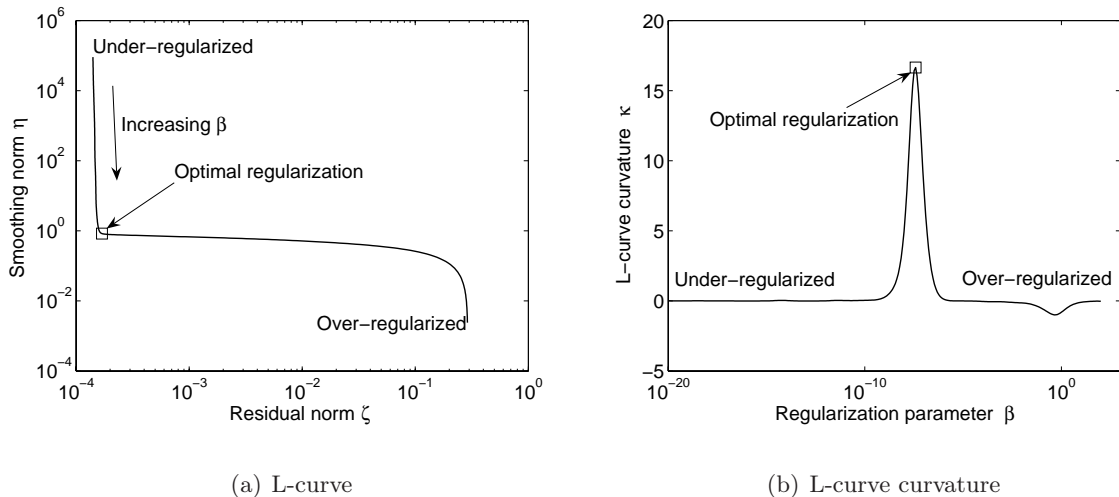 10^6
10^4
10^2
10^0
10^−2
10^−4
Smoothing norm η
Under−regularized
Increasing β
Optimal regularization
Over−regularized
10^−4
10^−3
10^−2
10^−1
10^0
Residual norm ζ
(a) L-curve
20
15
10
5
0
−5
L−curve curvature κ
Optimal regularization
Under−regularized
Over−regularized
10^−20
10^−10
10^0
Regularization parameter β
(b) L-curve curvature